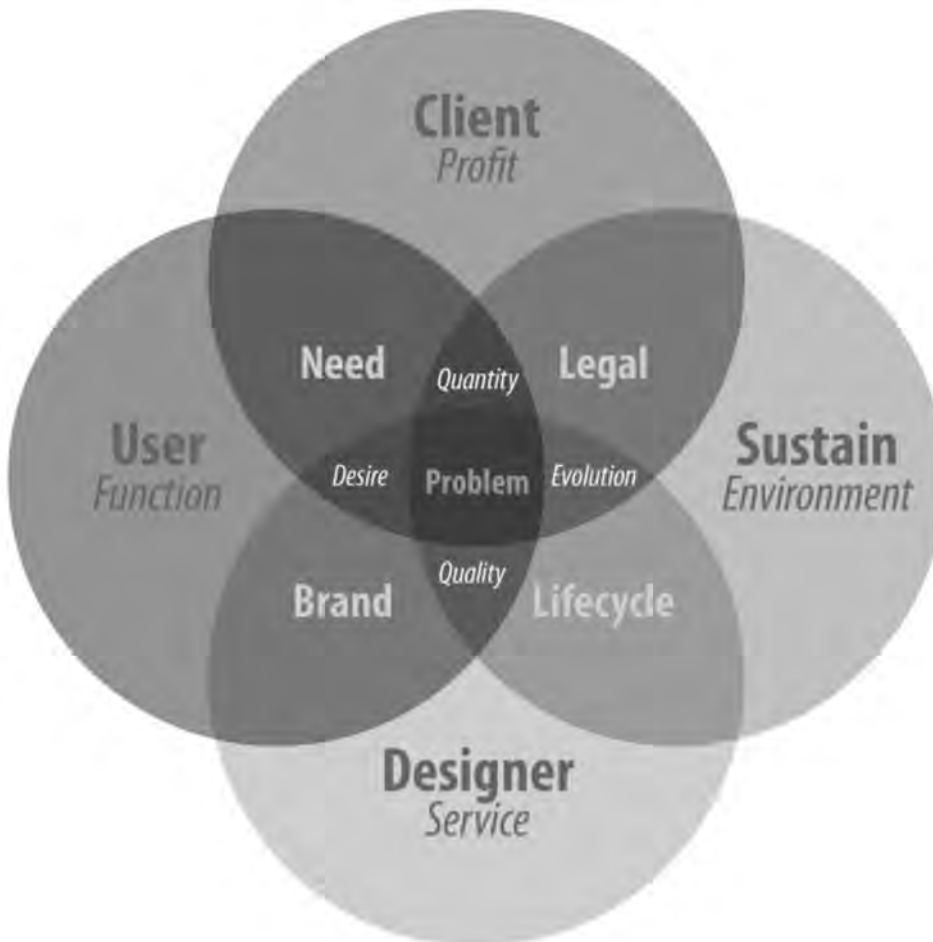 Client
Profit
Need
Quantity
Legal
User
Function
Desire
Problem
Evolution
Sustain
Environment
Brand
Quality
Lifecycle
Designer
Service